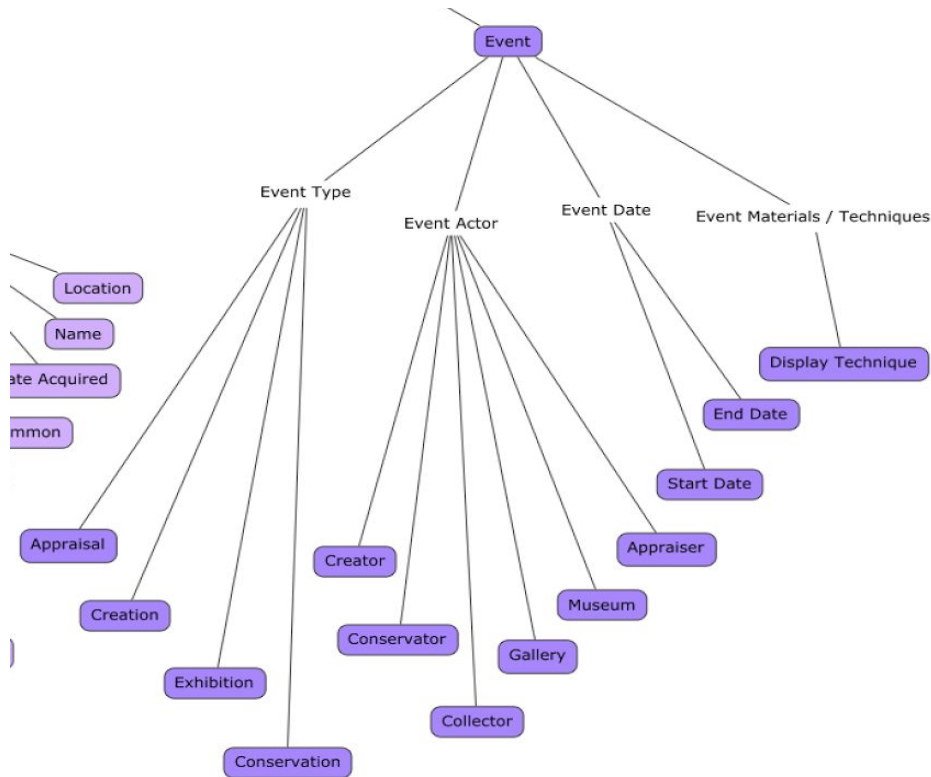 Event
Event Type
Event Actor
Event Date
Event Materials / Techniques
Location
Name
ate Acquired
mmon
Display Technique
End Date
Start Date
Appraisal
Creator
Appraiser
Creation
Conservator
Gallery
Museum
Exhibition
Collector
Conservation